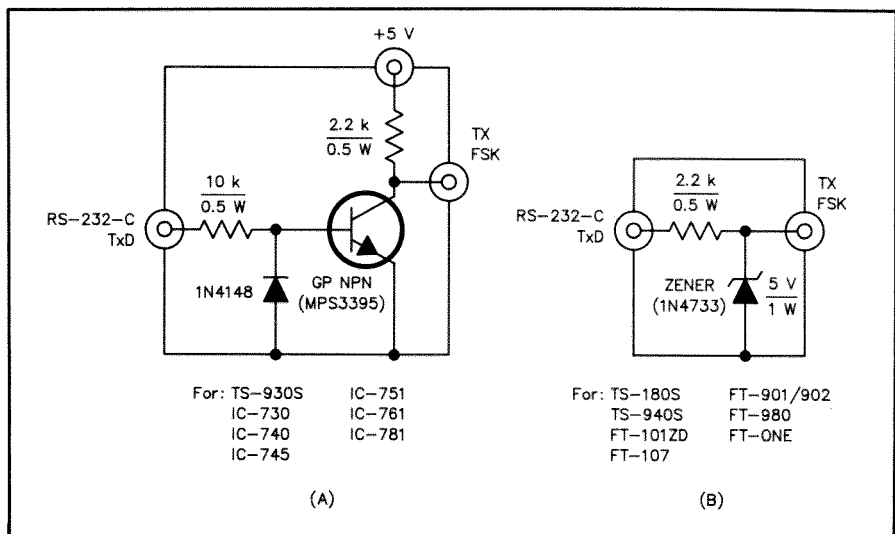 +5 V
2.2 k
0.5 W
TX
FSK
10 k
0.5 W
RS-232-C
TxD
1N4148
GP NPN
(MPS3395)
For: TS-930S IC-751
IC-730 IC-761
IC-740 IC-781
IC-745
(A)
TX
FSK
2.2 k
0.5 W
RS-232-C
TxD
ZENER 5 V
(1N4733) 1 W
For: TS-180S FT-901/902
TS-940S FT-980
FT-101ZD FT-ONE
FT-107
(B)